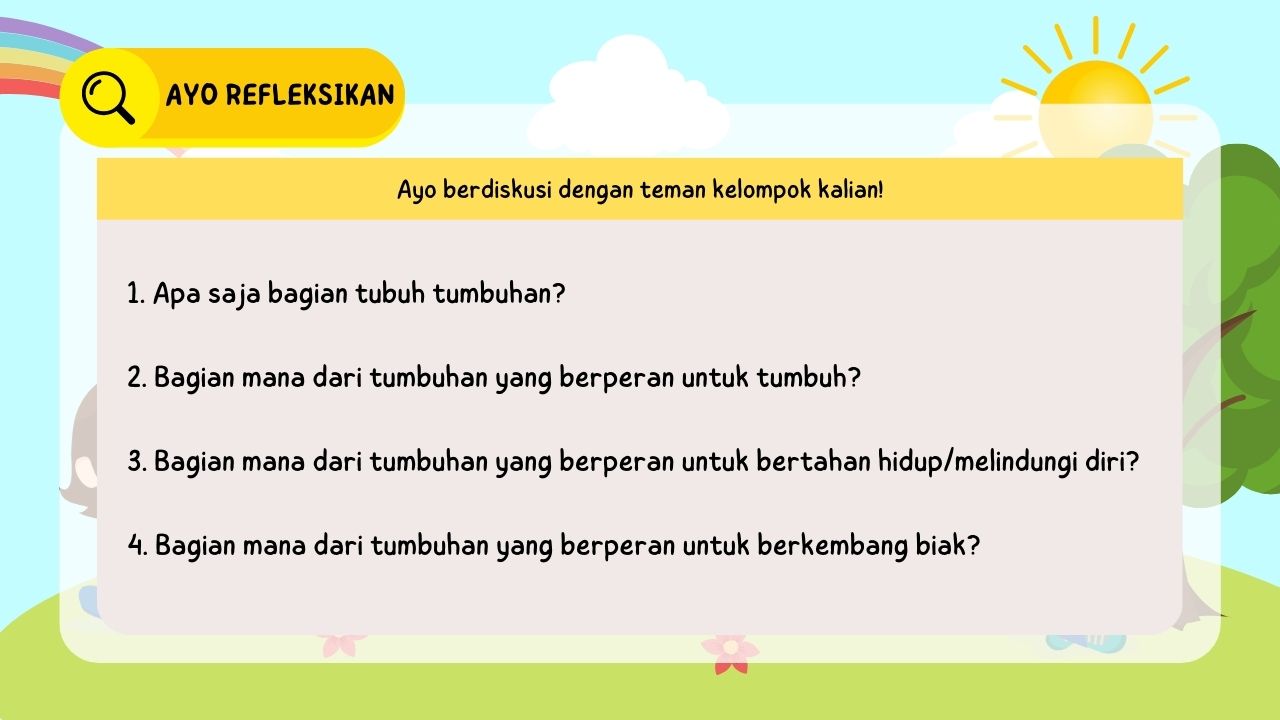 AYO REFLEKSIKAN
Ayo berdiskusi dengan teman kelompok kalian!
1. Apa saja bagian tubuh tumbuhan?
2. Bagian mana dari tumbuhan yang berperan untuk tumbuh?
3. Bagian mana dari tumbuhan yang berperan untuk bertahan hidup/melindungi diri?
4. Bagian mana dari tumbuhan yang berperan untuk berkembang biak?